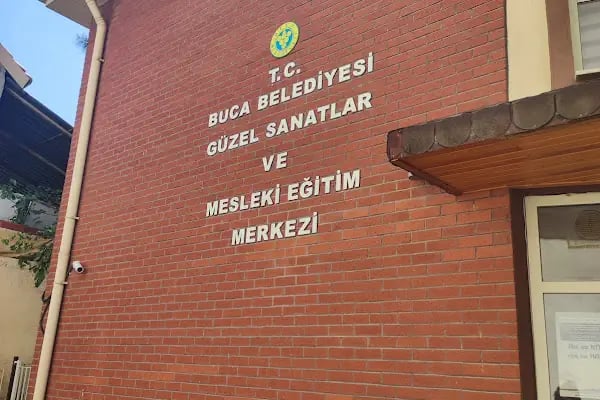 T.C.
BUCA BELEDİYESİ
GÜZEL SANATLAR
VE
MESLEKİ EĞİTİM
MERKEZİ